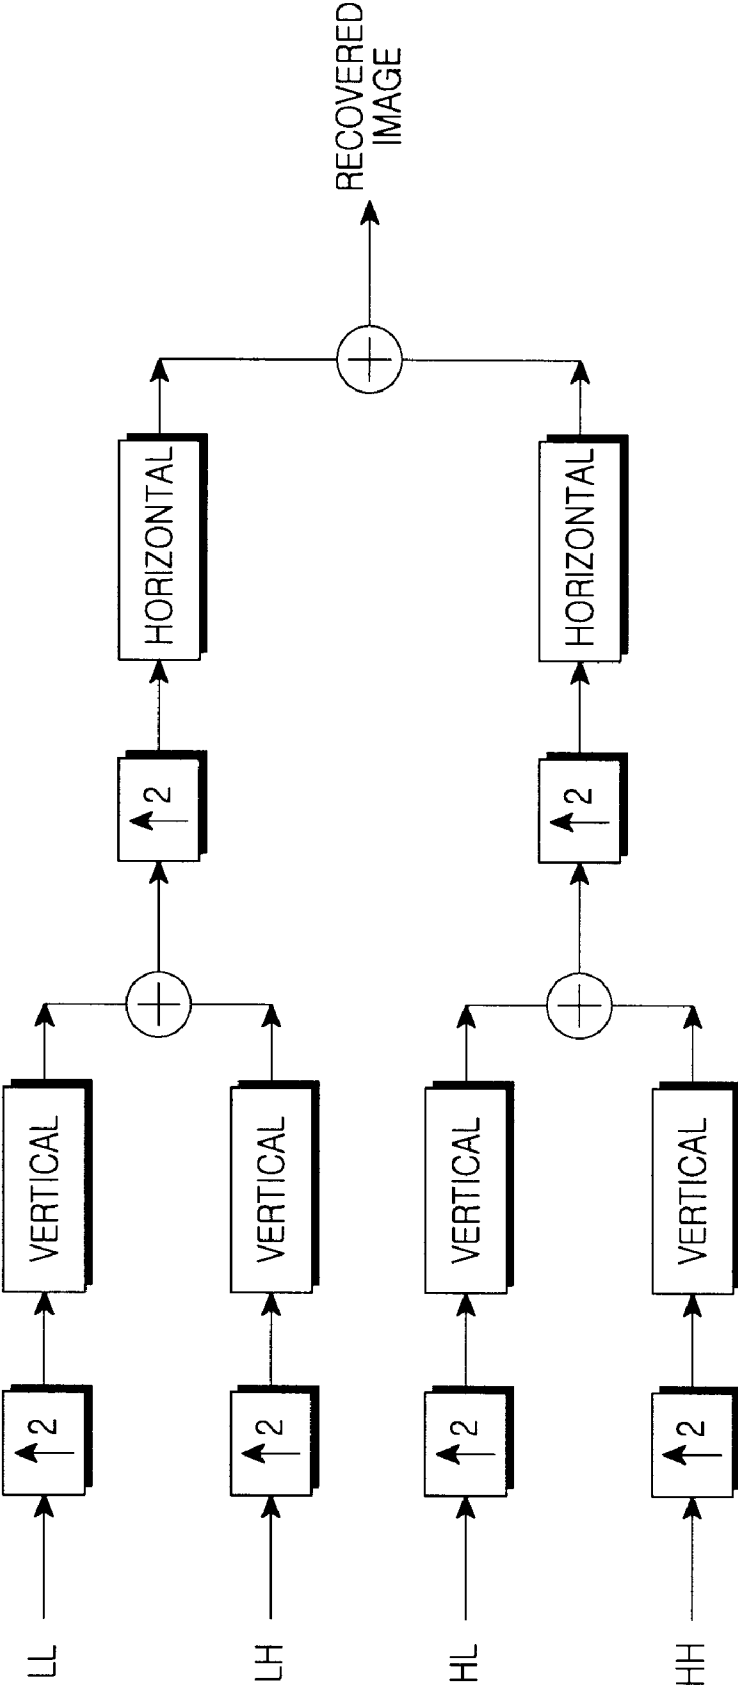 LL
↑2
VERTICAL
LH
↑2
VERTICAL
↑2
HORIZONTAL
HL
↑2
VERTICAL
HH
↑2
VERTICAL
↑2
HORIZONTAL
RECOVERED
IMAGE